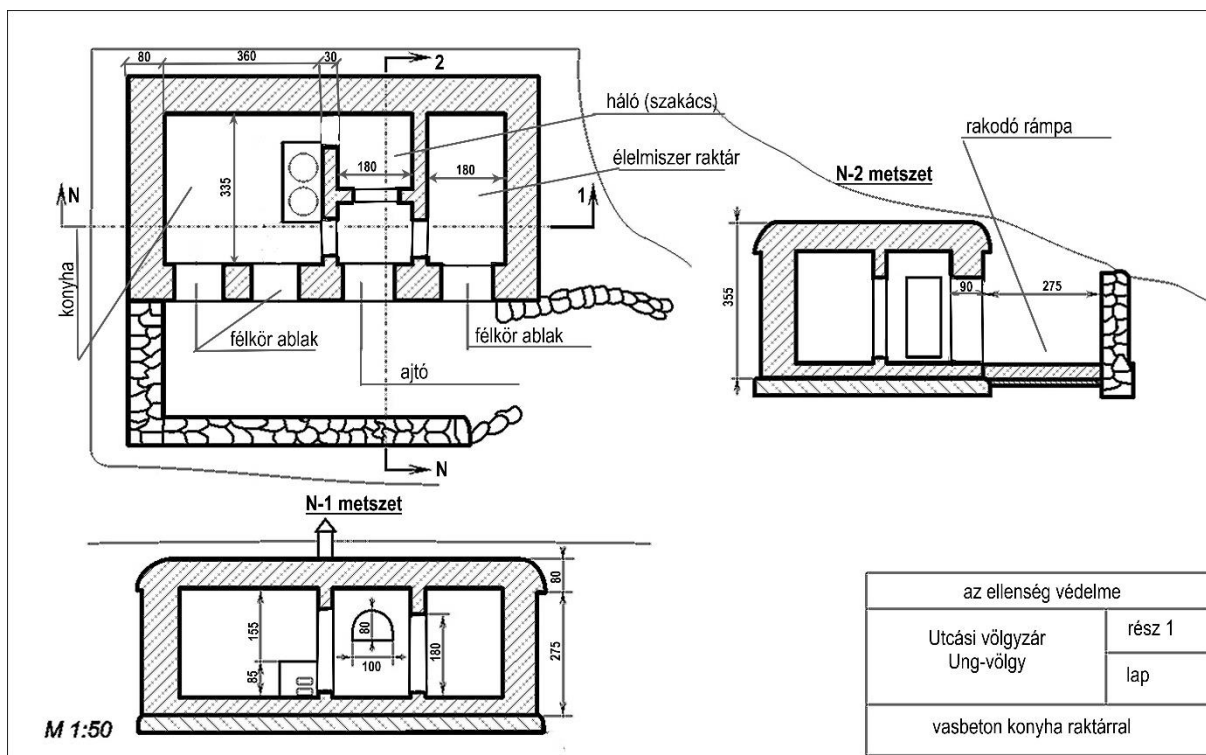 80
360
30
2
háló (szakács)
rakodó rámpa
élelmiszer raktár
N-2 metszet
335
180
180
N
1
konyha
félkör ablak
félkör ablak
ajtó
N
355
90
275
N-1 metszet
80
155
80
180
275
100
85
M 1:50
az ellenség védelme
Utcási völgyzár
Ung-völgy
rész 1
lap
vasbeton konyha raktárral